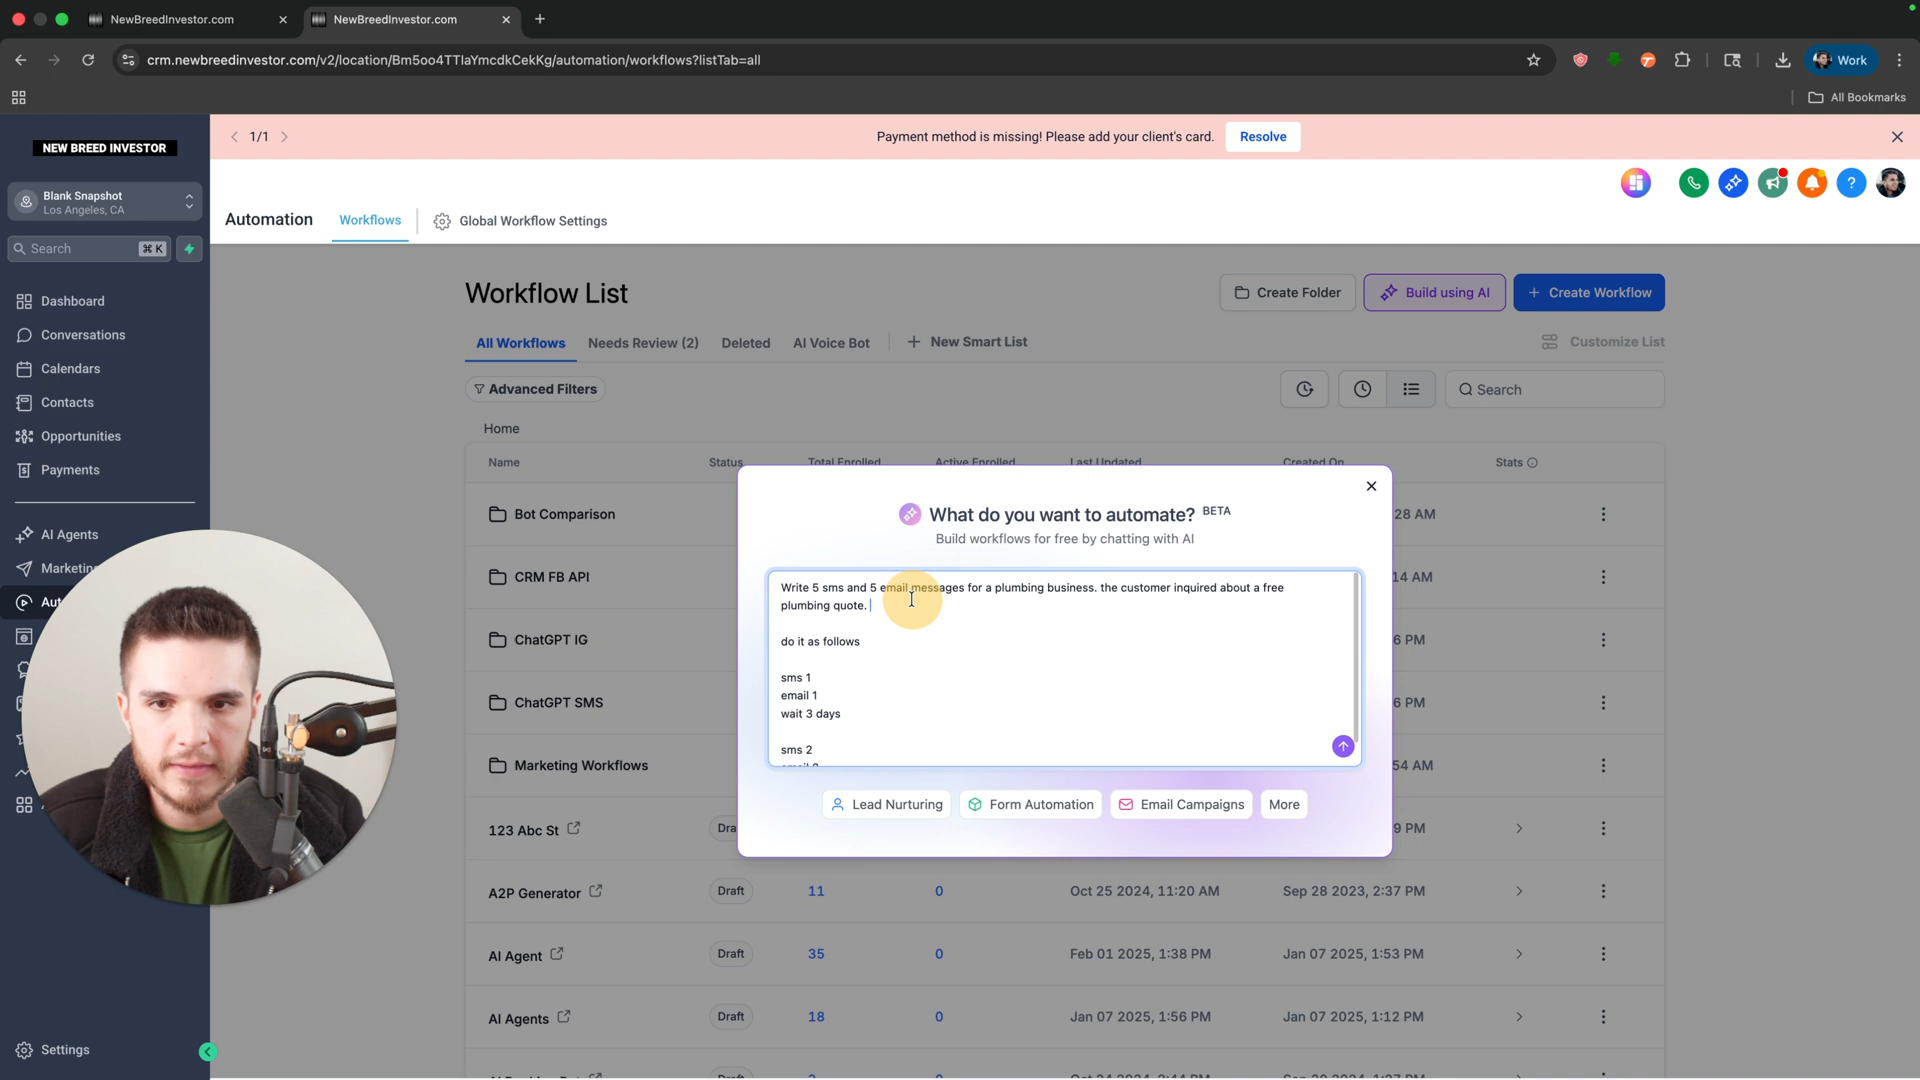 NewBreedInvestor.com
NewBreedInvestor.com
crm.newbreedinvestor.com/v2/location/Bm5oo4TTIaYmcdkCekKg/automation/workflows?listTab=all
Work
All Bookmarks
NEW BREED INVESTOR
1/1
Payment method is missing! Please add your client's card.
Resolve
Blank Snapshot
Los Angeles, CA
Search
⌘ K
Automation
Workflows
Global Workflow Settings
Dashboard
Conversations
Calendars
Contacts
Opportunities
Payments
AI Agents
Marketing
Aut
Settings
Workflow List
Create Folder
Build using AI
+ Create Workflow
All Workflows
Needs Review (2)
Deleted
AI Voice Bot
+ New Smart List
Customize List
Advanced Filters
Search
Home
Name
Status
Total Enrolled
Active Enrolled
Last Updated
Created On
Stats
Bot Comparison
28 AM
CRM FB API
14 AM
ChatGPT IG
6 PM
ChatGPT SMS
6 PM
Marketing Workflows
54 AM
123 Abc St
Dra
9 PM
A2P Generator
Draft
11
0
Oct 25 2024, 11:20 AM
Sep 28 2023, 2:37 PM
AI Agent
Draft
35
0
Feb 01 2025, 1:38 PM
Jan 07 2025, 1:53 PM
AI Agents
Draft
18
0
Jan 07 2025, 1:56 PM
Jan 07 2025, 1:12 PM
What do you want to automate? BETA
Build workflows for free by chatting with AI
Write 5 sms and 5 email messages for a plumbing business. the customer inquired about a free
plumbing quote.
do it as follows
sms 1
email 1
wait 3 days
sms 2
Lead Nurturing
Form Automation
Email Campaigns
More